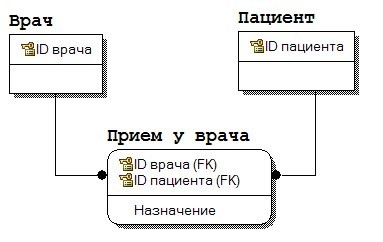 Врач
Пациент
ID врача
ID пациента
Прием у врача
ID врача (FK)
ID пациента (FK)
Назначение